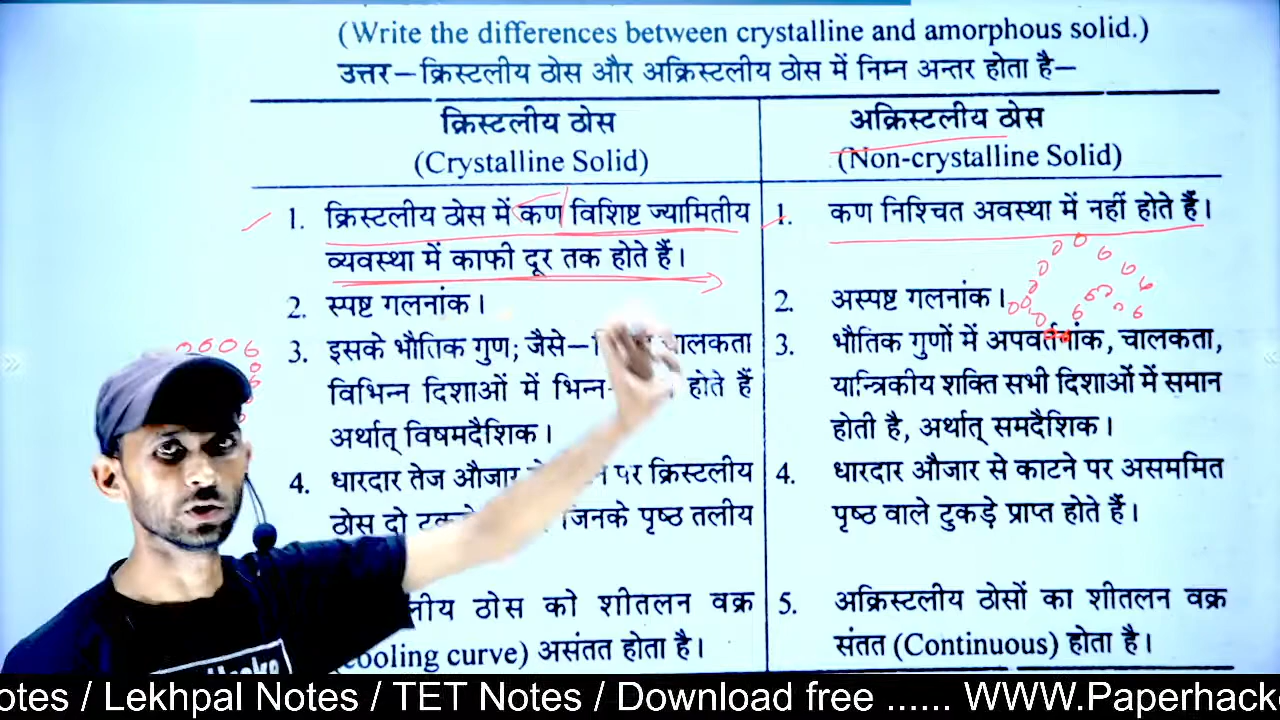 (Write the differences between crystalline and amorphous solid.)
उत्तर–क्रिस्टलीय ठोस और अक्रिस्टलीय ठोस में निम्न अन्तर होता है–
क्रिस्टलीय ठोस
(Crystalline Solid)
1. क्रिस्टलीय ठोस में कण विशिष्ट ज्यामितीय
व्यवस्था में काफी दूर तक होते हैं।
2. स्पष्ट गलनांक।
3. इसके भौतिक गुण; जैसे– चालकता
विभिन्न दिशाओं में भिन्न- होते हैं
अर्थात् विषमदैशिक।
4. धारदार तेज औजार पर क्रिस्टलीय
ठोस दो जिनके पृष्ठ तलीय
ठोस को शीतलन वक्र
(cooling curve) असंतत होता है।
अक्रिस्टलीय ठोस
(Non-crystalline Solid)
1. कण निश्चित अवस्था में नहीं होते हैं।
2. अस्पष्ट गलनांक।
3. भौतिक गुणों में अपवर्तनांक, चालकता,
यान्त्रिकीय शक्ति सभी दिशाओं में समान
होती है, अर्थात् समदैशिक।
4. धारदार औजार से काटने पर असममित
पृष्ठ वाले टुकड़े प्राप्त होते हैं।
5. अक्रिस्टलीय ठोसों का शीतलन वक्र
संतत (Continuous) होता है।
otes / Lekhpal Notes / TET Notes / Download free ...... WWW.Paperhack